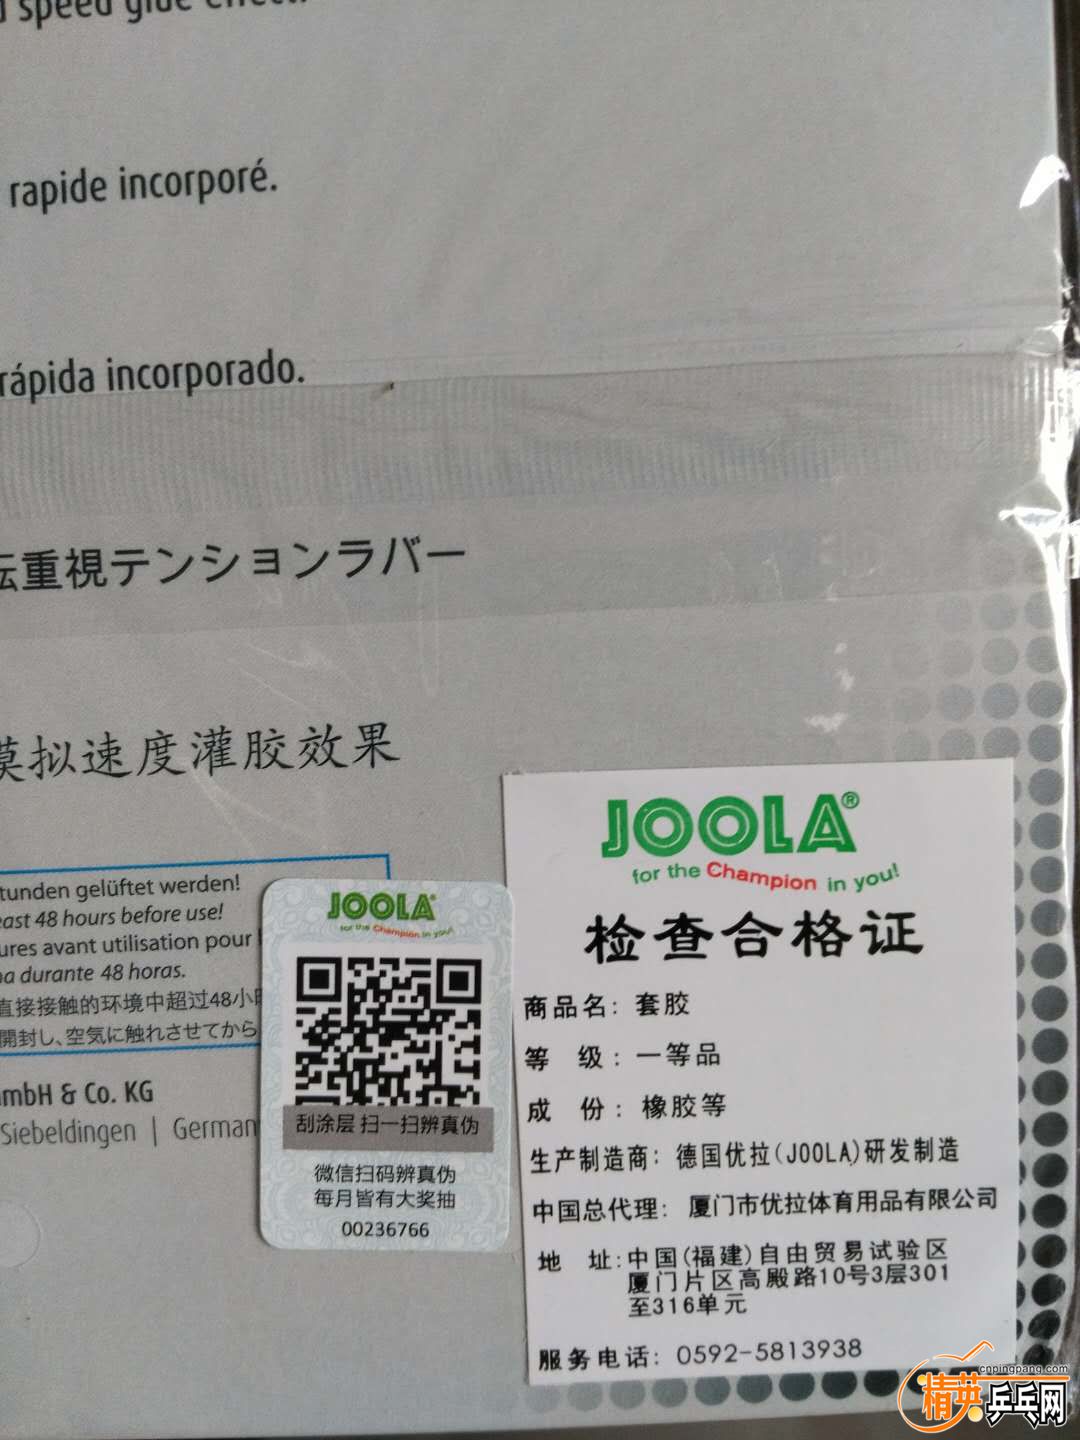 speed glue effect.
rapide incorporé.
rápida incorporado.
重視テンションラバー
模拟速度灌胶效果
tunden gelüftet werden!
east 48 hours before use!
ures avant utilisation pour
na durante 48 horas.
直接接触的环境中超过48小
開封し、空気に触れさせてから
mbH & Co. KG
Siebeldingen | German
JOOLA
for the Champion in you!
刮涂层 扫一扫辨真伪
微信扫码辨真伪
每月皆有大奖抽
00236766
JOOLA®
for the Champion in you!
检查合格证
商品名：套胶
等 级：一等品
成 份：橡胶等
生产制造商：德国优拉(JOOLA)研发制造
中国总代理：厦门市优拉体育用品有限公司
地 址:中国(福建)自由贸易试验区
厦门片区高殿路10号3层301
至316单元
服务电话：0592-5813938
cnpingpang.com
精英乒乓网